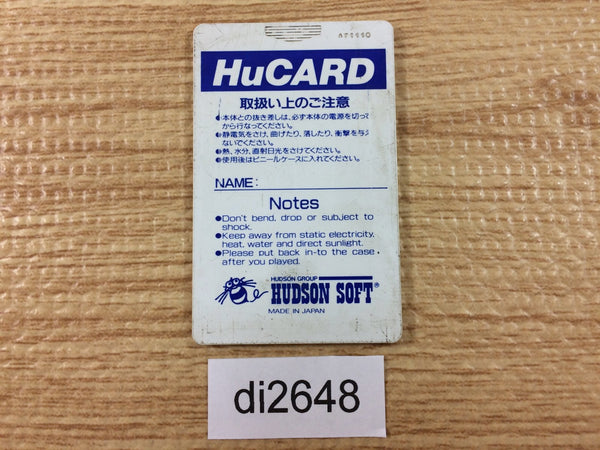 HuCARD
取扱い上のご注意
●本体との抜き差しは、必ず本体の電源を切って
から行なってください。
●静電気をさけ、曲げたり、落したり、衝撃を与え
ないでください。
●熱、水分、直射日光をさけてください。
●使用後はビニールケースに入れてください。
NAME:
Notes
●Don't bend, drop or subject to
shock.
●Keep away from static electricity,
heat, water and direct sunlight.
●Please put back in-to the case
after you played.
HUDSON GROUP
HUDSON SOFT®
MADE IN JAPAN
di2648